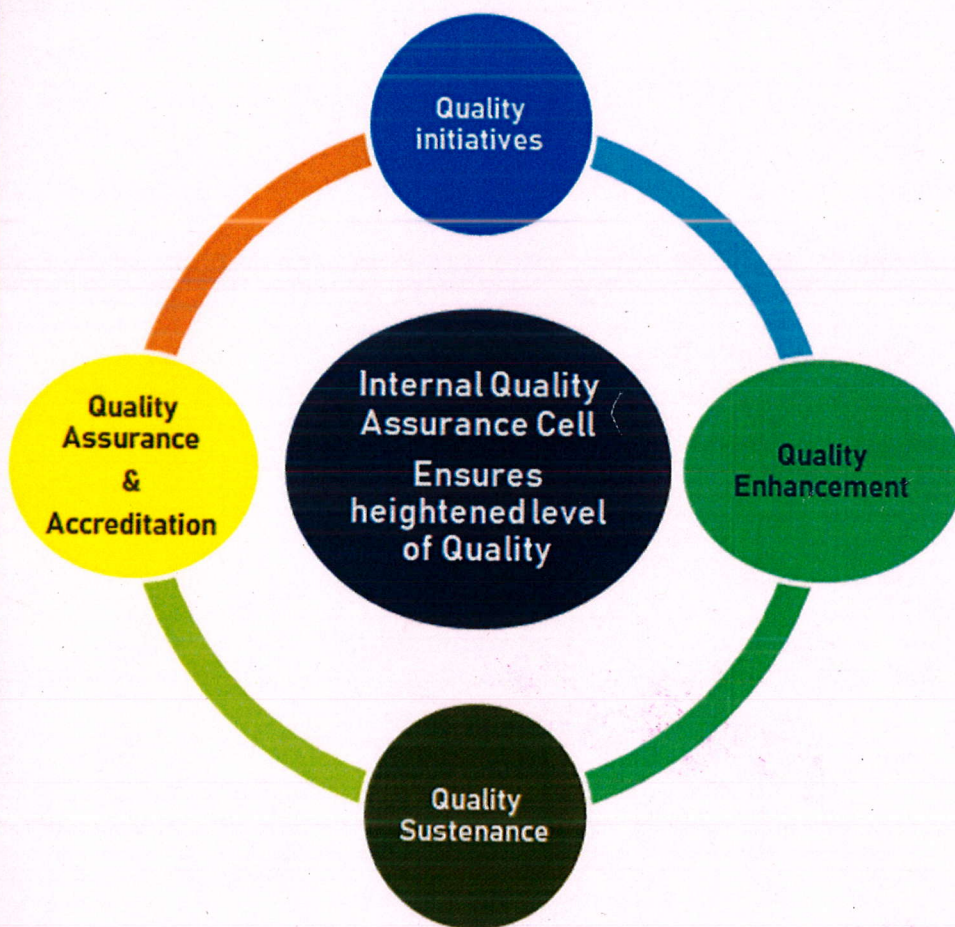 Quality
initiatives
Internal Quality
Assurance Cell
Ensures
heightened level
of Quality
Quality
Assurance
&
Accreditation
Quality
Enhancement
Quality
Sustenance